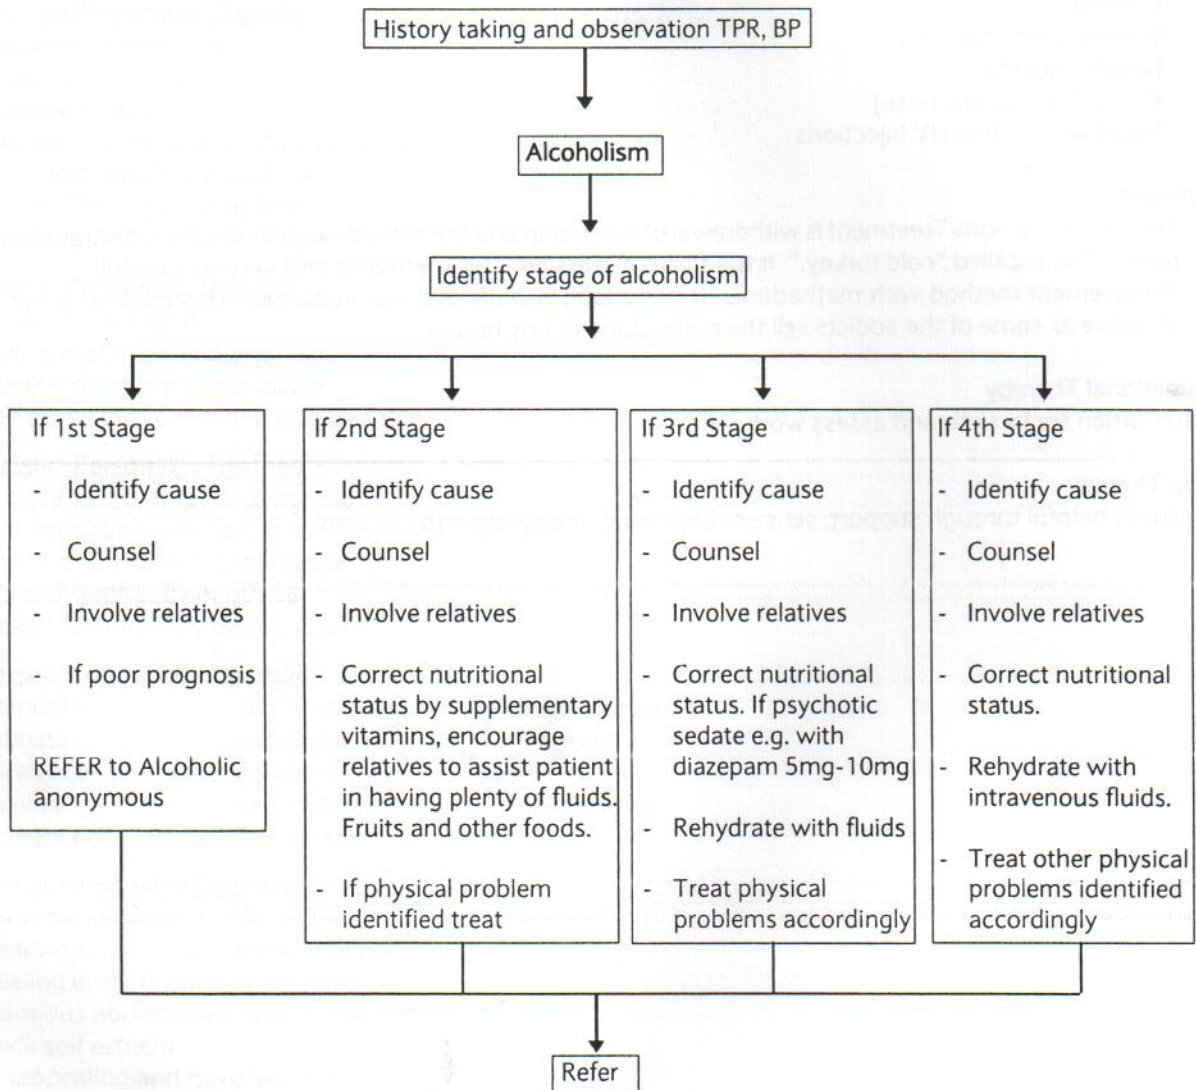 History taking and observation TPR, BP
Alcoholism
Identify stage of alcoholism
If 1st Stage
- Identify cause
- Counsel
- Involve relatives
- If poor prognosis
REFER to Alcoholic
anonymous
If 2nd Stage
- Identify cause
- Counsel
- Involve relatives
- Correct nutritional
status by supplementary
vitamins, encourage
relatives to assist patient
in having plenty of fluids.
Fruits and other foods.
- If physical problem
identified treat
If 3rd Stage
- Identify cause
- Counsel
- Involve relatives
- Correct nutritional
status. If psychotic
sedate e.g. with
diazepam 5mg-10mg
- Rehydrate with fluids
- Treat physical
problems accordingly
If 4th Stage
- Identify cause
- Counsel
- Involve relatives
- Correct nutritional
status.
- Rehydrate with
intravenous fluids.
- Treat other physical
problems identified
accordingly
Refer